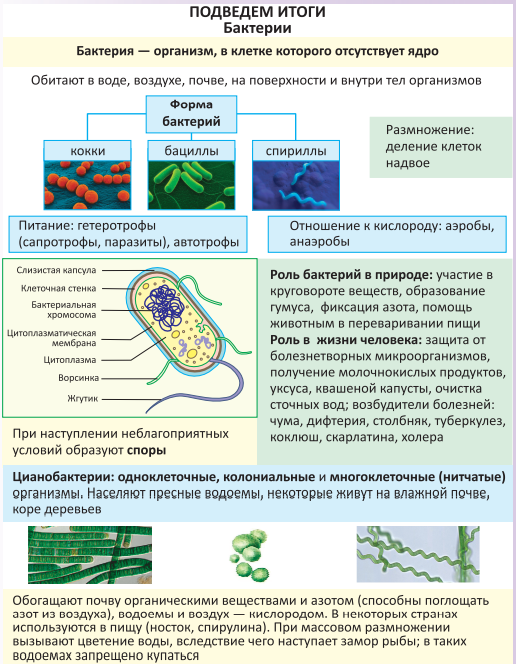 ПОДВЕДЕМ ИТОГИ
Бактерии
Бактерия — организм, в клетке которого отсутствует ядро
Обитают в воде, воздухе, почве, на поверхности и внутри тел организмов
Форма
бактерий
кокки
бациллы
спириллы
Размножение:
деление клеток
надвое
Питание: гетеротрофы
(сапротрофы, паразиты), автотрофы
Отношение к кислороду: аэробы,
анаэробы
Слизистая капсула
Клеточная стенка
Бактериальная
хромосома
Цитоплазматическая
мембрана
Цитоплазма
Ворсинка
Жгутик
При наступлении неблагоприятных
условий образуют споры
Роль бактерий в природе: участие в
круговороте веществ, образование
гумуса, фиксация азота, помощь
животным в переваривании пищи
Роль в жизни человека: защита от
болезнетворных микроорганизмов,
получение молочнокислых продуктов,
уксуса, квашеной капусты, очистка
сточных вод; возбудители болезней:
чума, дифтерия, столбняк, туберкулез,
коклюш, скарлатина, холера
Цианобактерии: одноклеточные, колониальные и многоклеточные (нитчатые)
организмы. Населяют пресные водоемы, некоторые живут на влажной почве,
коре деревьев
Обогащают почву органическими веществами и азотом (способны поглощать
азот из воздуха), водоемы и воздух — кислородом. В некоторых странах
используются в пищу (носток, спирулина). При массовом размножении
вызывают цветение воды, вследствие чего наступает замор рыбы; в таких
водоемах запрещено купаться